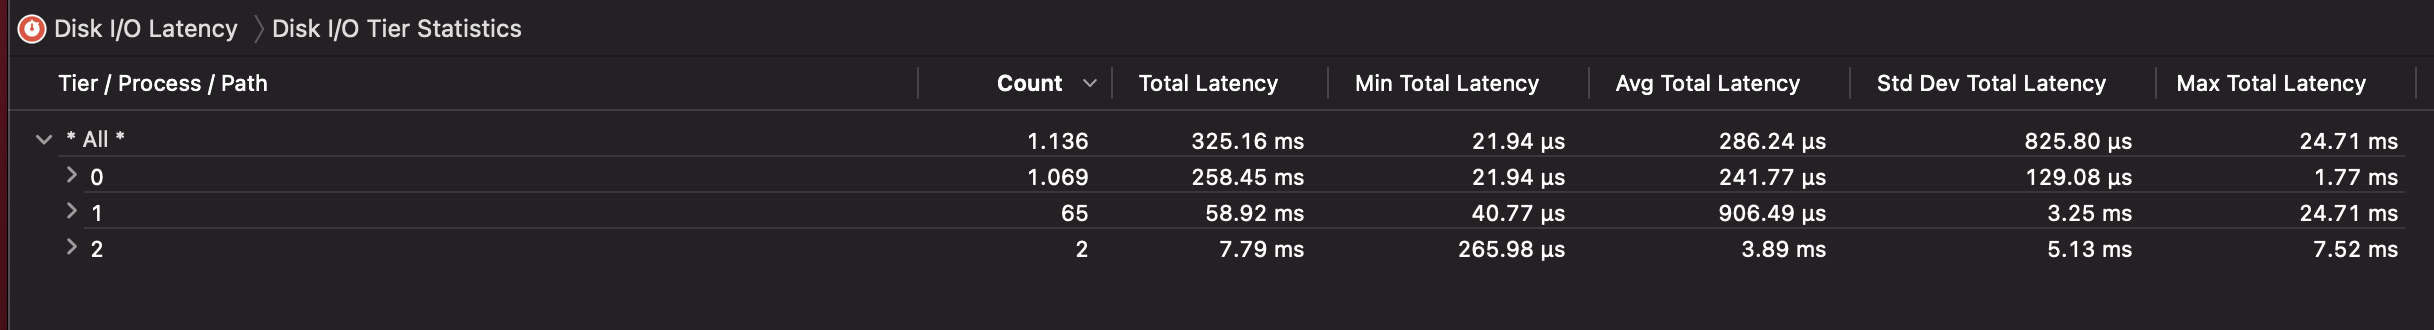 Disk I/O Latency Disk I/O Tier Statistics
Tier / Process / Path Count Total Latency Min Total Latency Avg Total Latency Std Dev Total Latency Max Total Latency
* All * 1.136 325.16 ms 21.94 µs 286.24 µs 825.80 µs 24.71 ms
0 1.069 258.45 ms 21.94 µs 241.77 µs 129.08 µs 1.77 ms
1 65 58.92 ms 40.77 µs 906.49 µs 3.25 ms 24.71 ms
2 2 7.79 ms 265.98 µs 3.89 ms 5.13 ms 7.52 ms